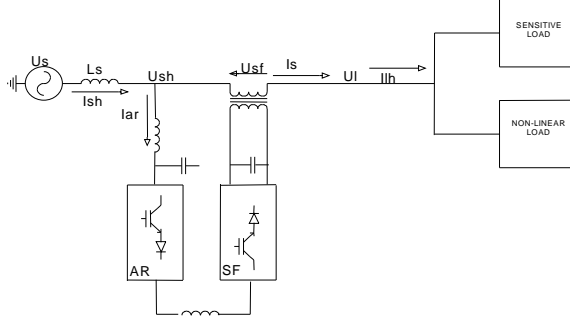 SENSITIVE
LOAD
Us
Ls
Ush
Usf
Is
Ul
Ilh
Ish
Iar
NON-LINEAR
LOAD
AR
SF